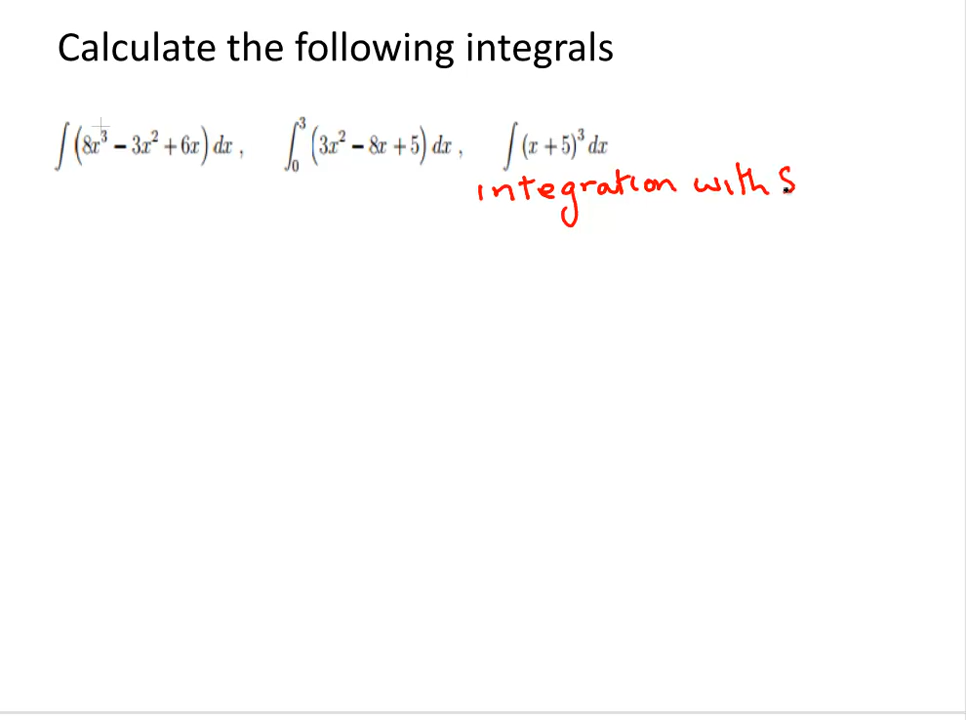 Calculate the following integrals
∫(8x³ − 3x² + 6x) dx , ∫₀³(3x² − 8x + 5) dx , ∫(x + 5)³ dx
integration with S